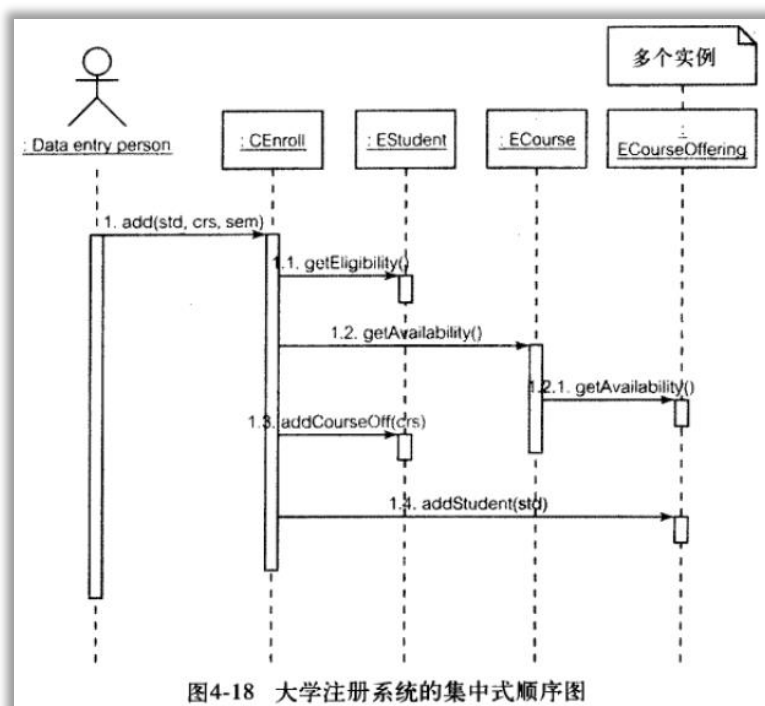 多个实例
: Data entry person
: CEnroll
: EStudent
: ECourse
:
ECourseOffering
1. add(std, crs, sem)
1.1. getEligibility()
1.2. getAvailability()
1.2.1. getAvailability()
1.3. addCourseOff(crs)
1.4. addStudent(std)
图4-18 大学注册系统的集中式顺序图